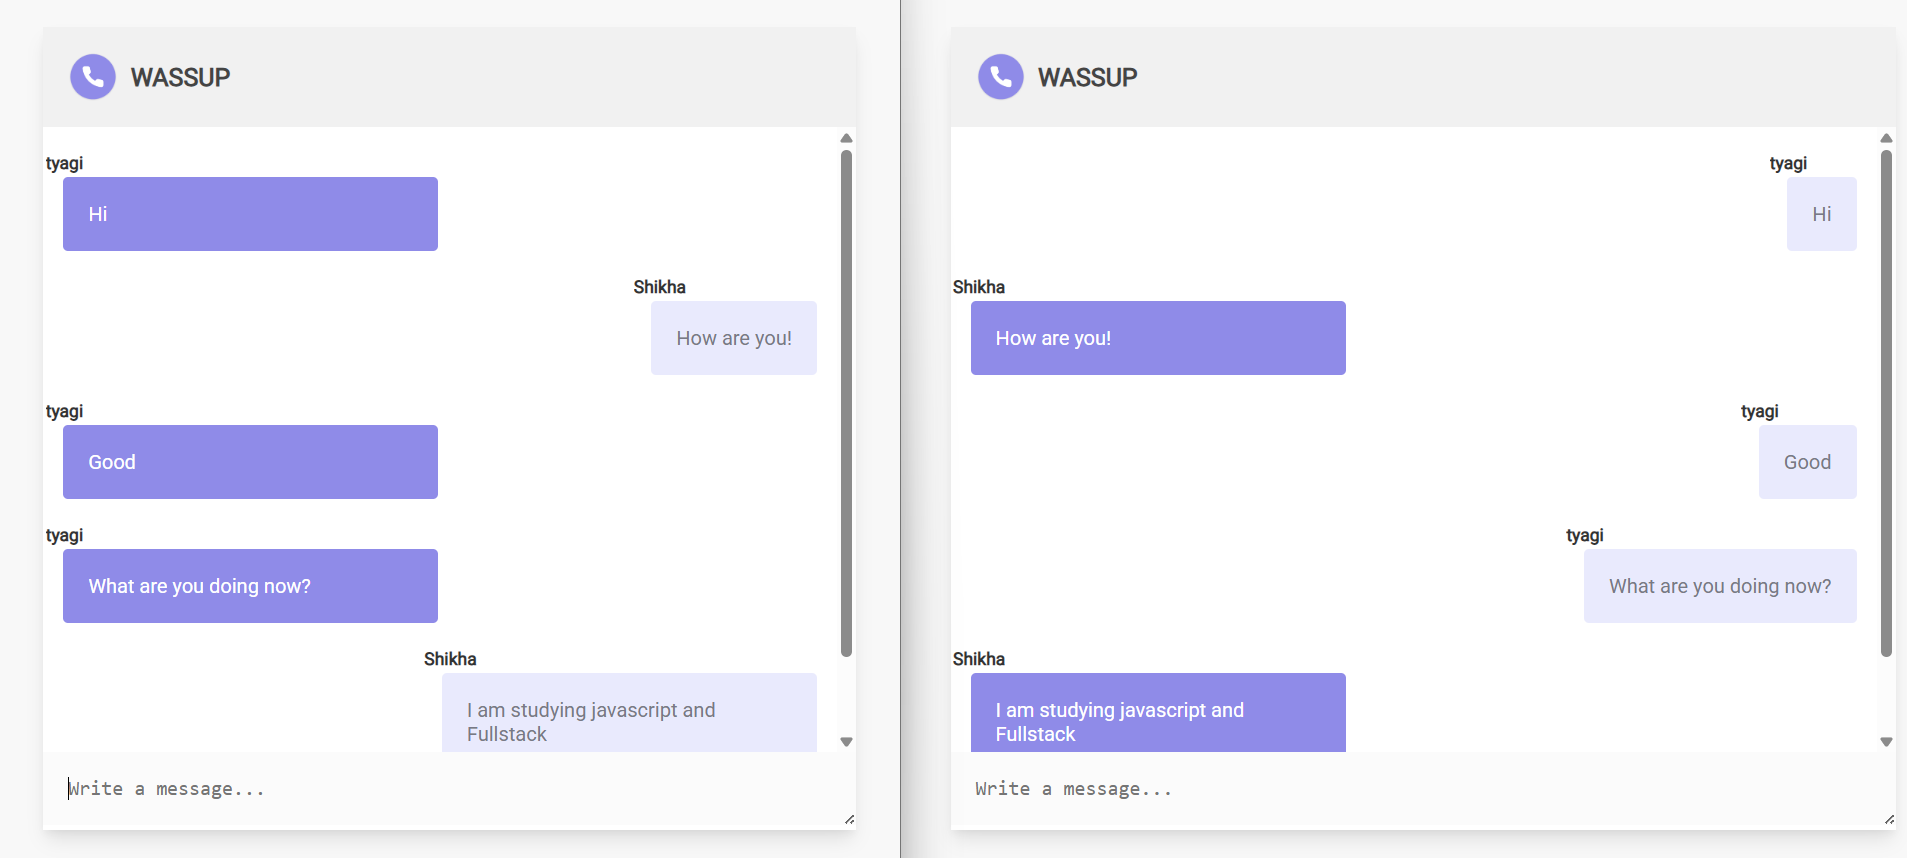 WASSUP
tyagi
Hi
Shikha
How are you!
tyagi
Good
tyagi
What are you doing now?
Shikha
I am studying javascript and
Fullstack
Write a message...
WASSUP
tyagi
Hi
Shikha
How are you!
tyagi
Good
tyagi
What are you doing now?
Shikha
I am studying javascript and
Fullstack
Write a message...